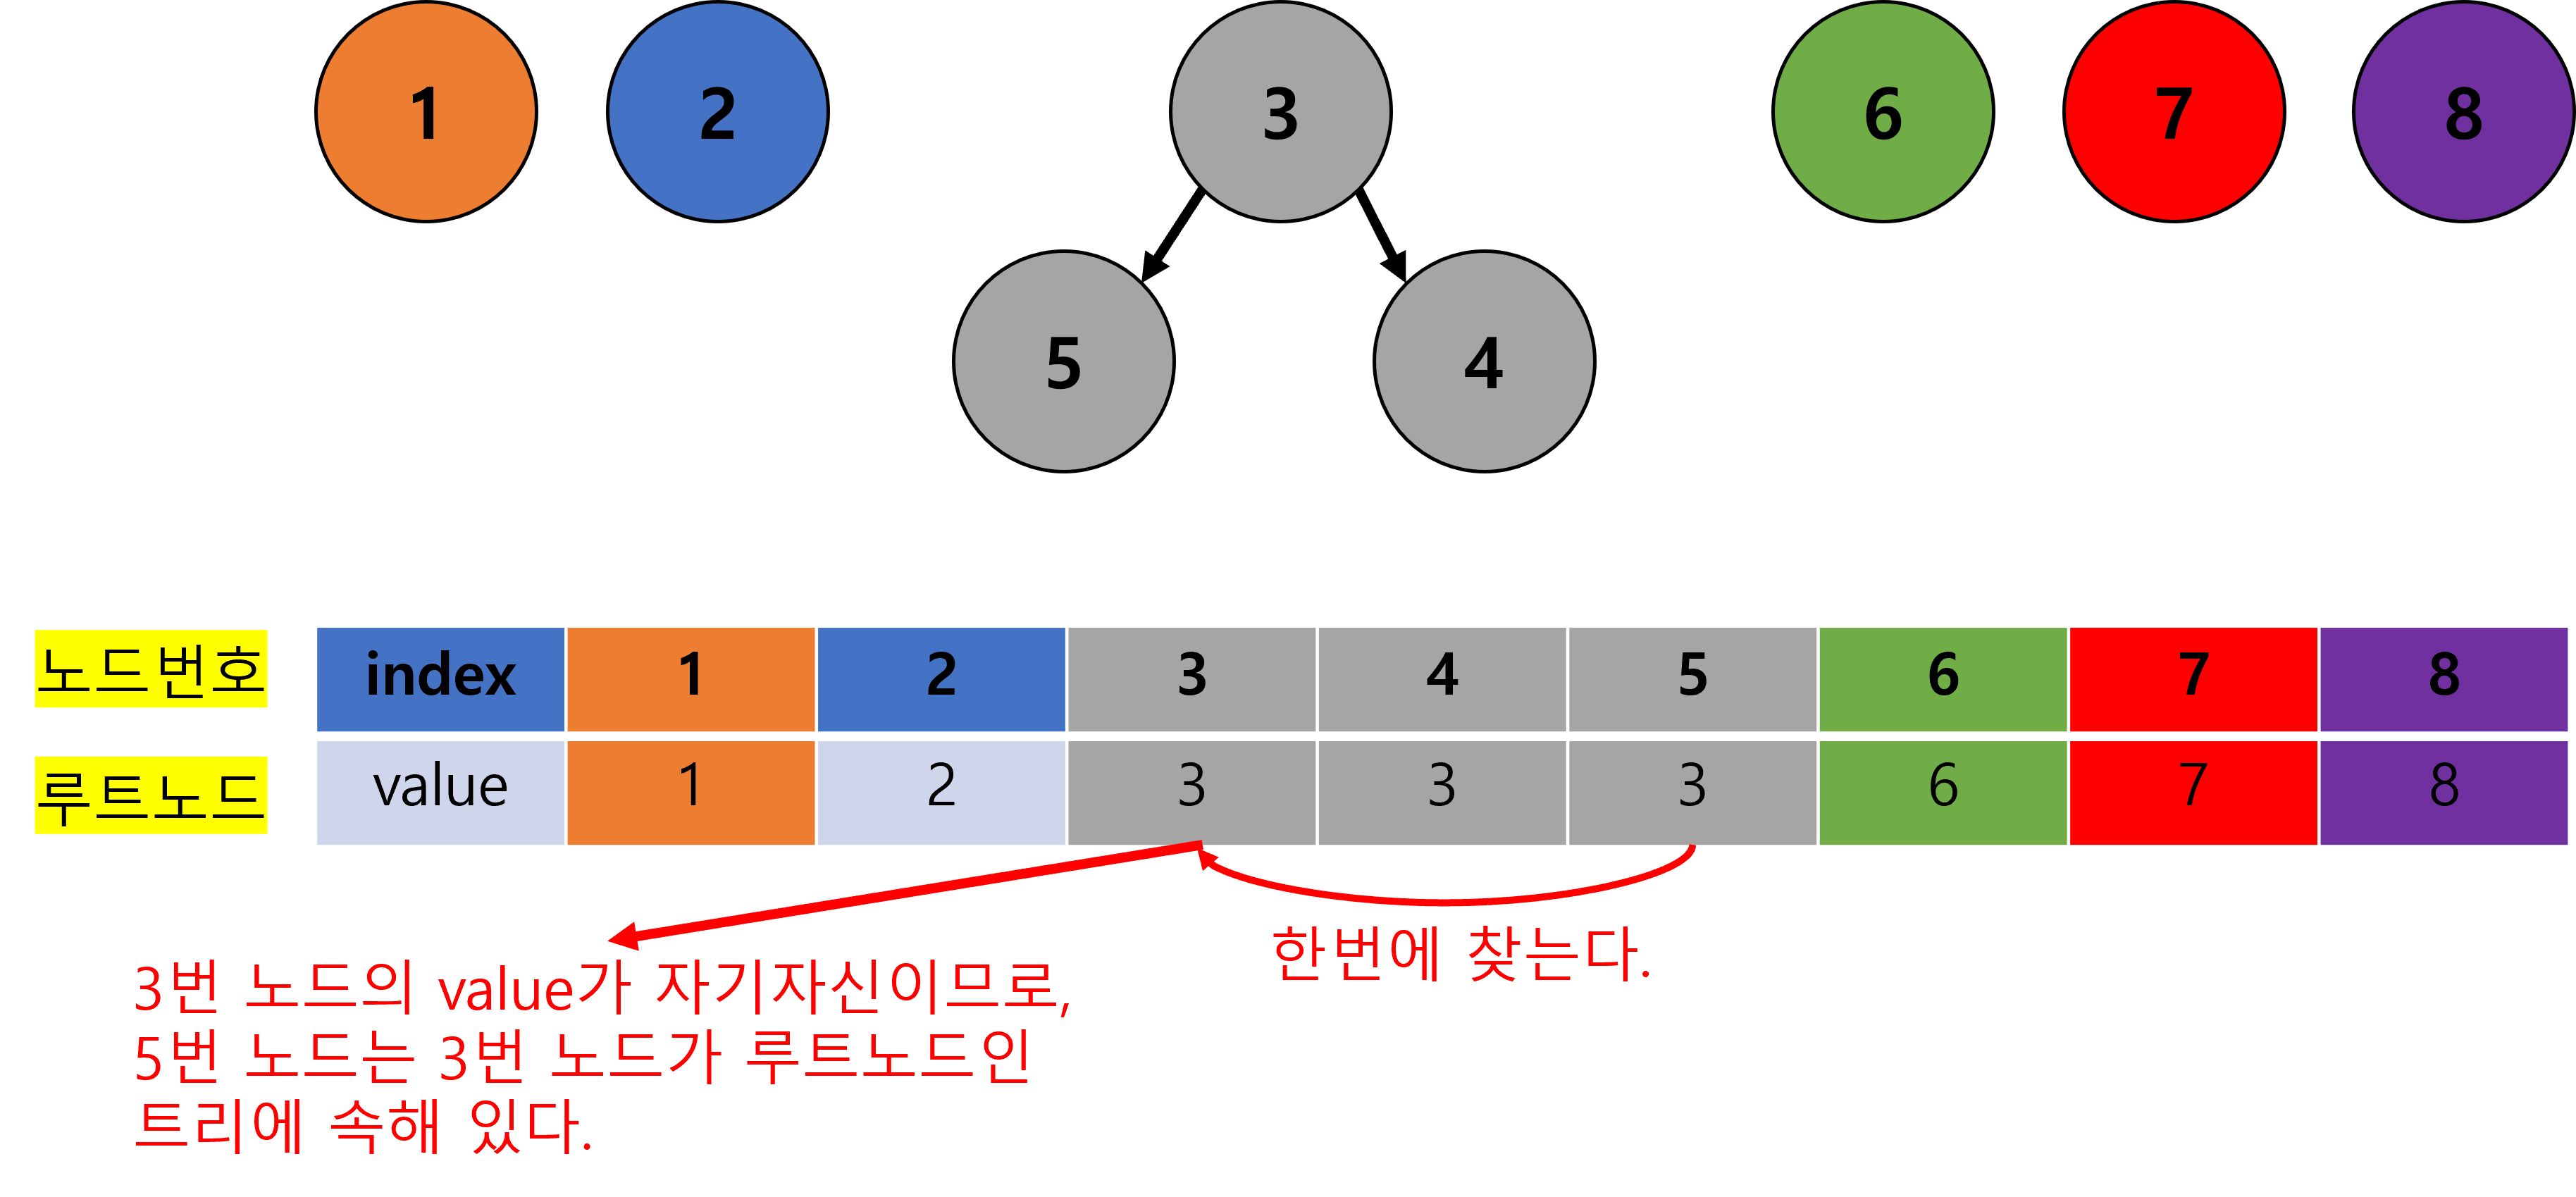 1 2 3 6 7 8
5 4
노드번호 index 1 2 3 4 5 6 7 8
루트노드 value 1 2 3 3 3 6 7 8
한번에 찾는다.
3번 노드의 value가 자기자신이므로,
5번 노드는 3번 노드가 루트노드인
트리에 속해 있다.